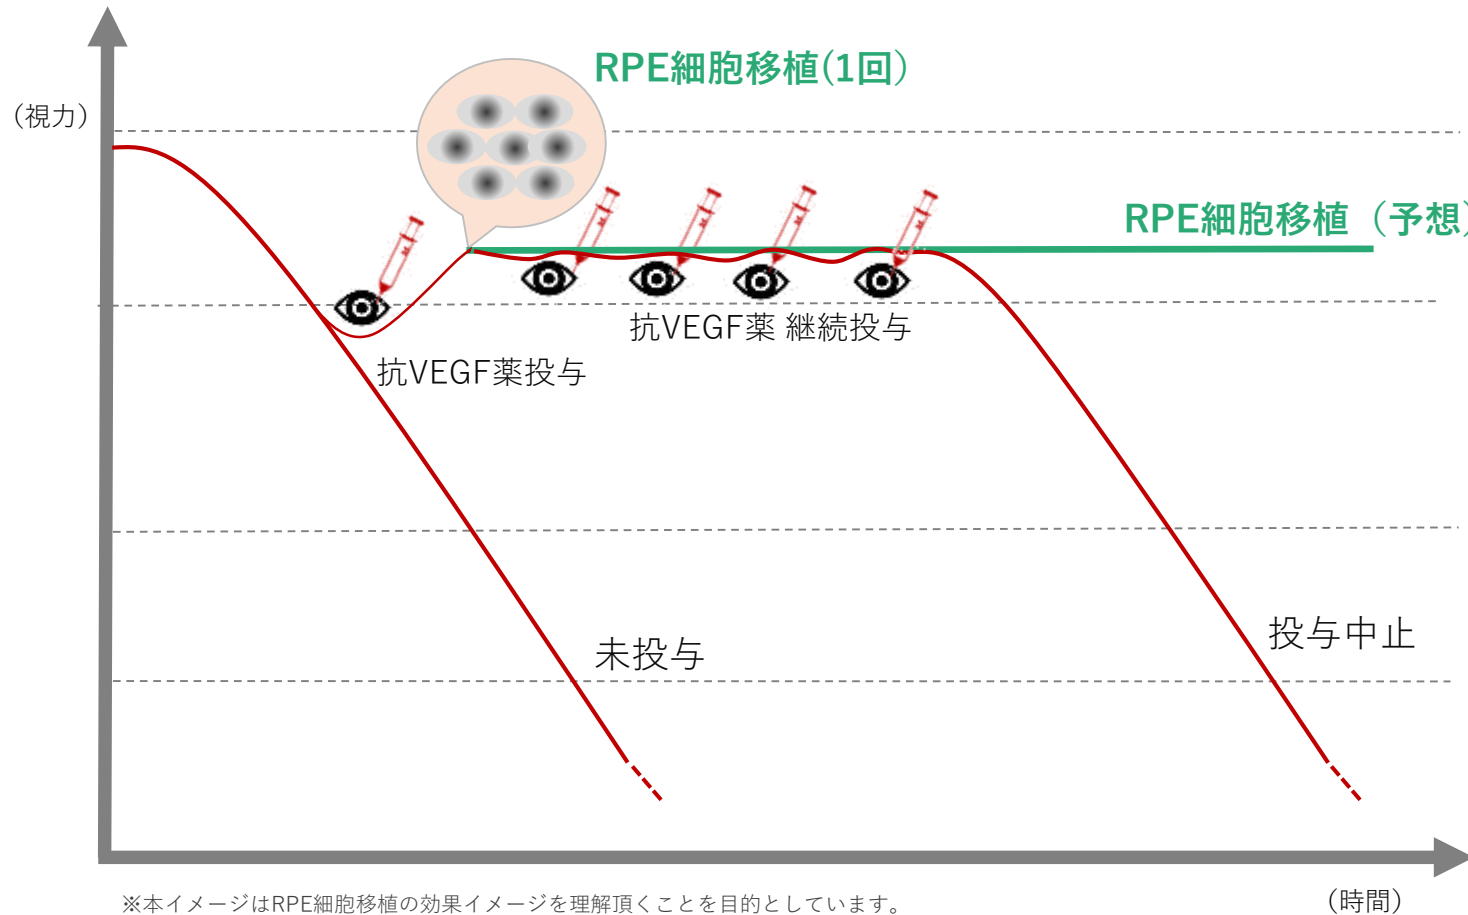 RPE細胞移植(1回)
（視力）
RPE細胞移植（予想）
抗VEGF薬 継続投与
抗VEGF薬投与
未投与
投与中止
（時間）
※本イメージはRPE細胞移植の効果イメージを理解頂くことを目的としています。